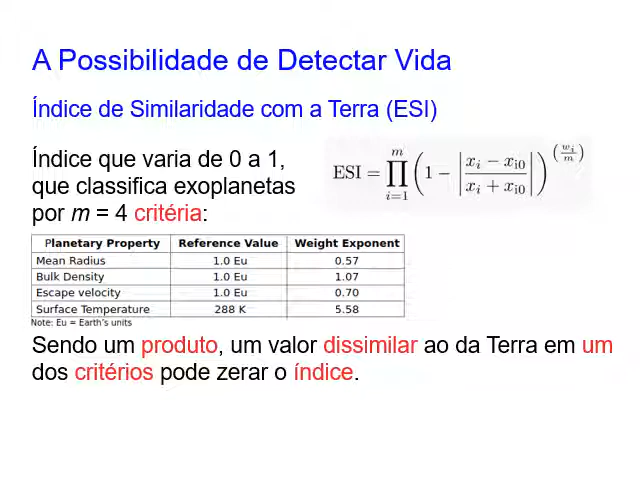 A Possibilidade de Detectar Vida
Índice de Similaridade com a Terra (ESI)
Índice que varia de 0 a 1,
que classifica exoplanetas
por m = 4 critéria:
ESI = ∏_{i=1}^{m} (1 − |(x_i − x_{i0})/(x_i + x_{i0})|)^{(w_i/m)}
Planetary Property Reference Value Weight Exponent
Mean Radius 1.0 Eu 0.57
Bulk Density 1.0 Eu 1.07
Escape velocity 1.0 Eu 0.70
Surface Temperature 288 K 5.58
Note: Eu = Earth's units
Sendo um produto, um valor dissimilar ao da Terra em um
dos critérios pode zerar o índice.